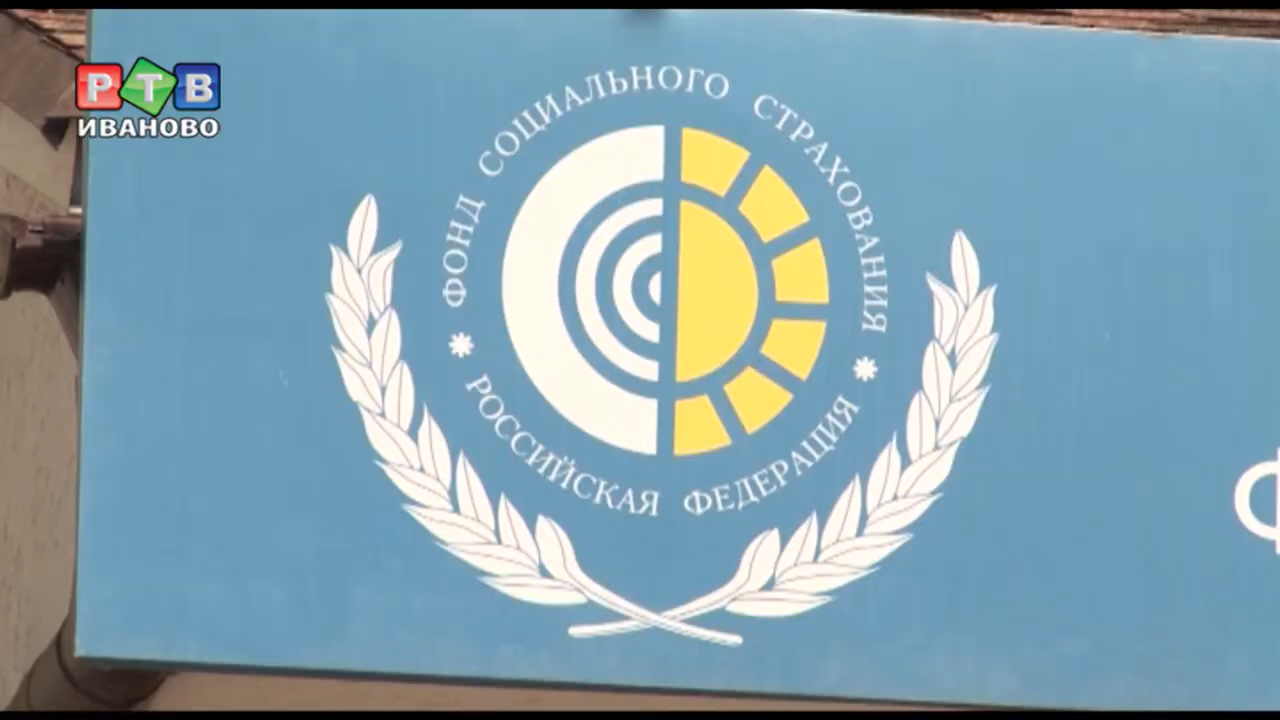 РТВ
ИВАНОВО
ФОНД СОЦИАЛЬНОГО СТРАХОВАНИЯ
РОССИЙСКАЯ ФЕДЕРАЦИЯ